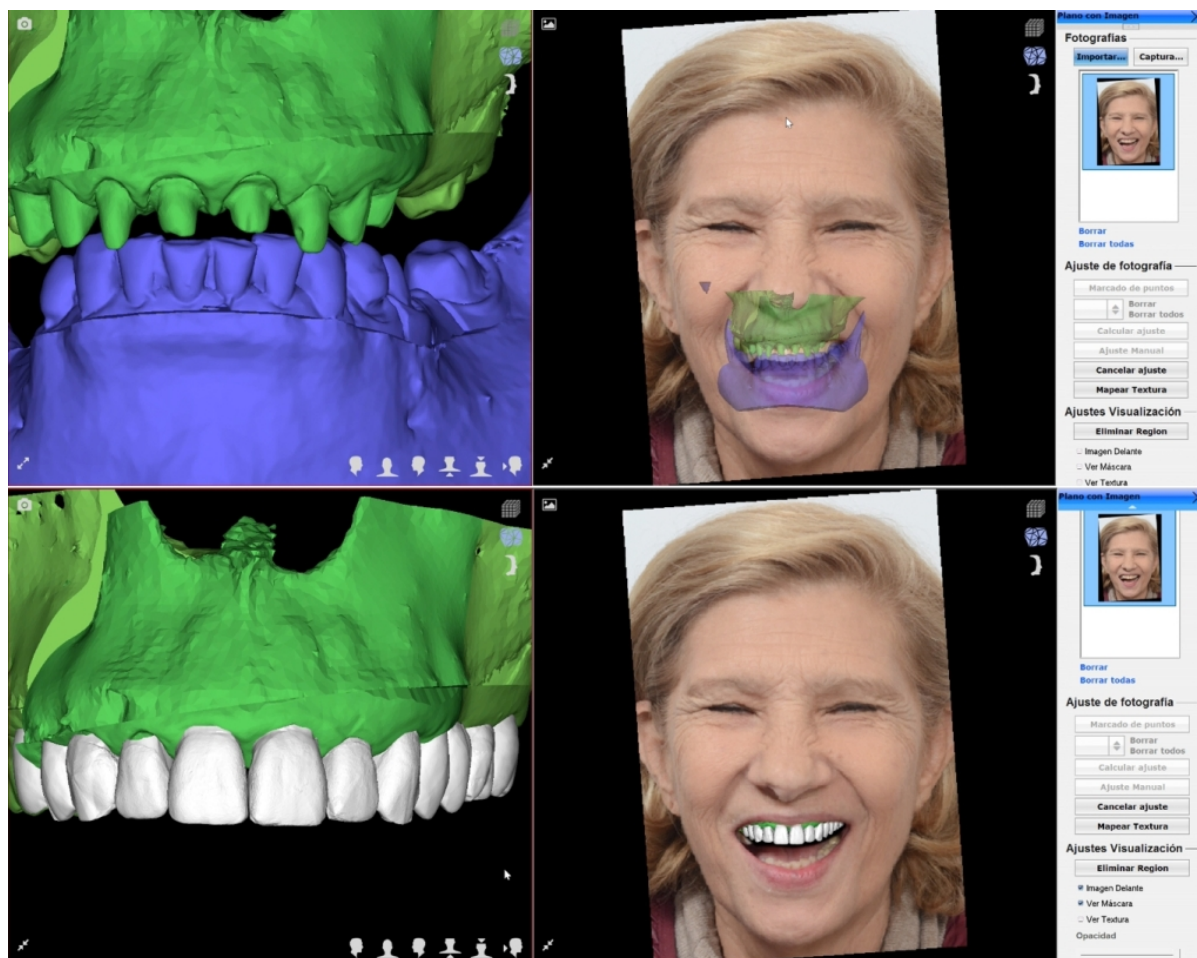 Plano con Imagen
Fotografías
Importar... Captura...
Borrar
Borrar todas
Ajuste de fotografía
Marcado de puntos
Borrar
Borrar todos
Calcular ajuste
Ajuste Manual
Cancelar ajuste
Mapear Textura
Ajustes Visualización
Eliminar Region
Imagen Delante
Ver Máscara
Ver Textura
Plano con Imagen
Borrar
Borrar todas
Ajuste de fotografía
Marcado de puntos
Borrar
Borrar todos
Calcular ajuste
Ajuste Manual
Cancelar ajuste
Mapear Textura
Ajustes Visualización
Eliminar Region
Imagen Delante
Ver Máscara
Ver Textura
Opacidad